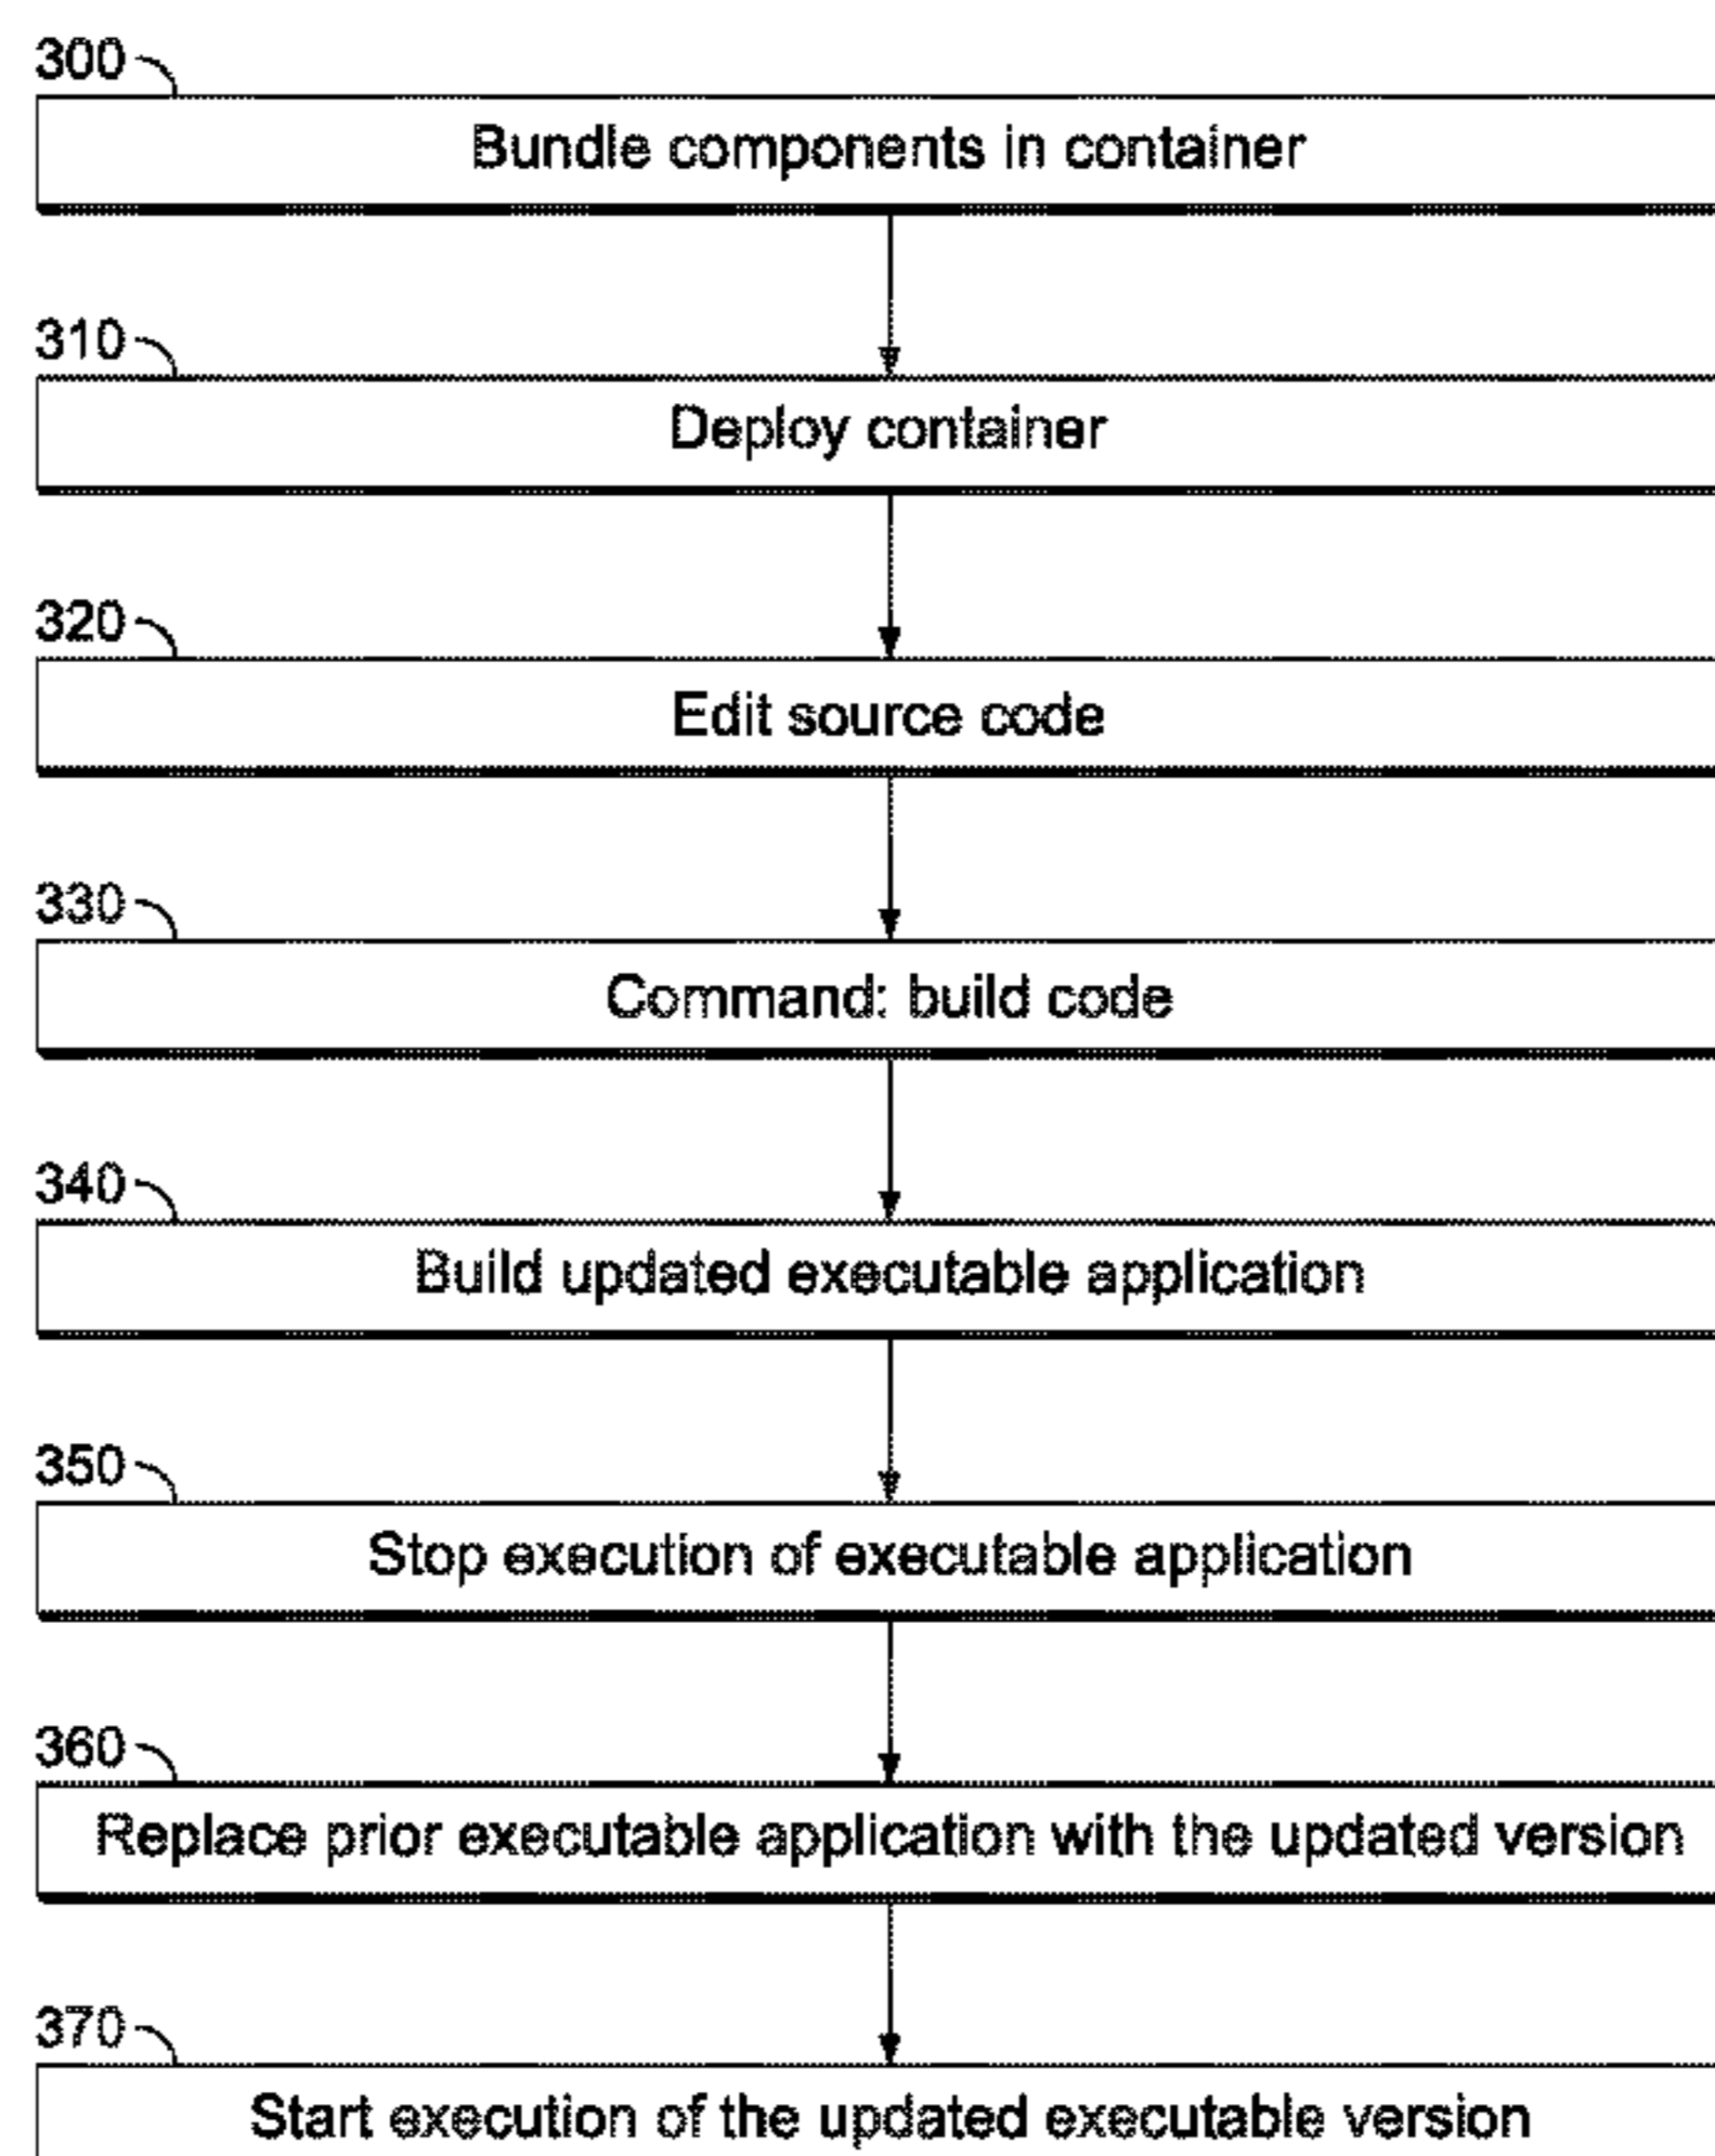 300
Bundle components in container
310
Deploy container
320
Edit source code
330
Command: build code
340
Build updated executable application
350
Stop execution of executable application
360
Replace prior executable application with the updated version
370
Start execution of the updated executable version